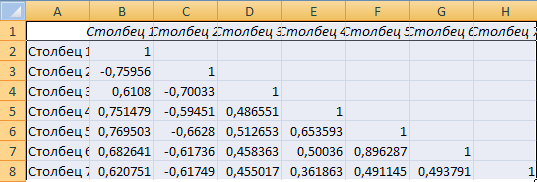 A B C D E F G H
1 Столбец 1 Столбец 2 Столбец 3 Столбец 4 Столбец 5 Столбец 6 Столбец 7
2 Столбец 1 1
3 Столбец 2 -0,75956 1
4 Столбец 3 0,6108 -0,70033 1
5 Столбец 4 0,751479 -0,59451 0,486551 1
6 Столбец 5 0,769503 -0,6628 0,512653 0,653593 1
7 Столбец 6 0,682641 -0,61736 0,458363 0,50036 0,896287 1
8 Столбец 7 0,620751 -0,61749 0,455017 0,361863 0,491145 0,493791 1